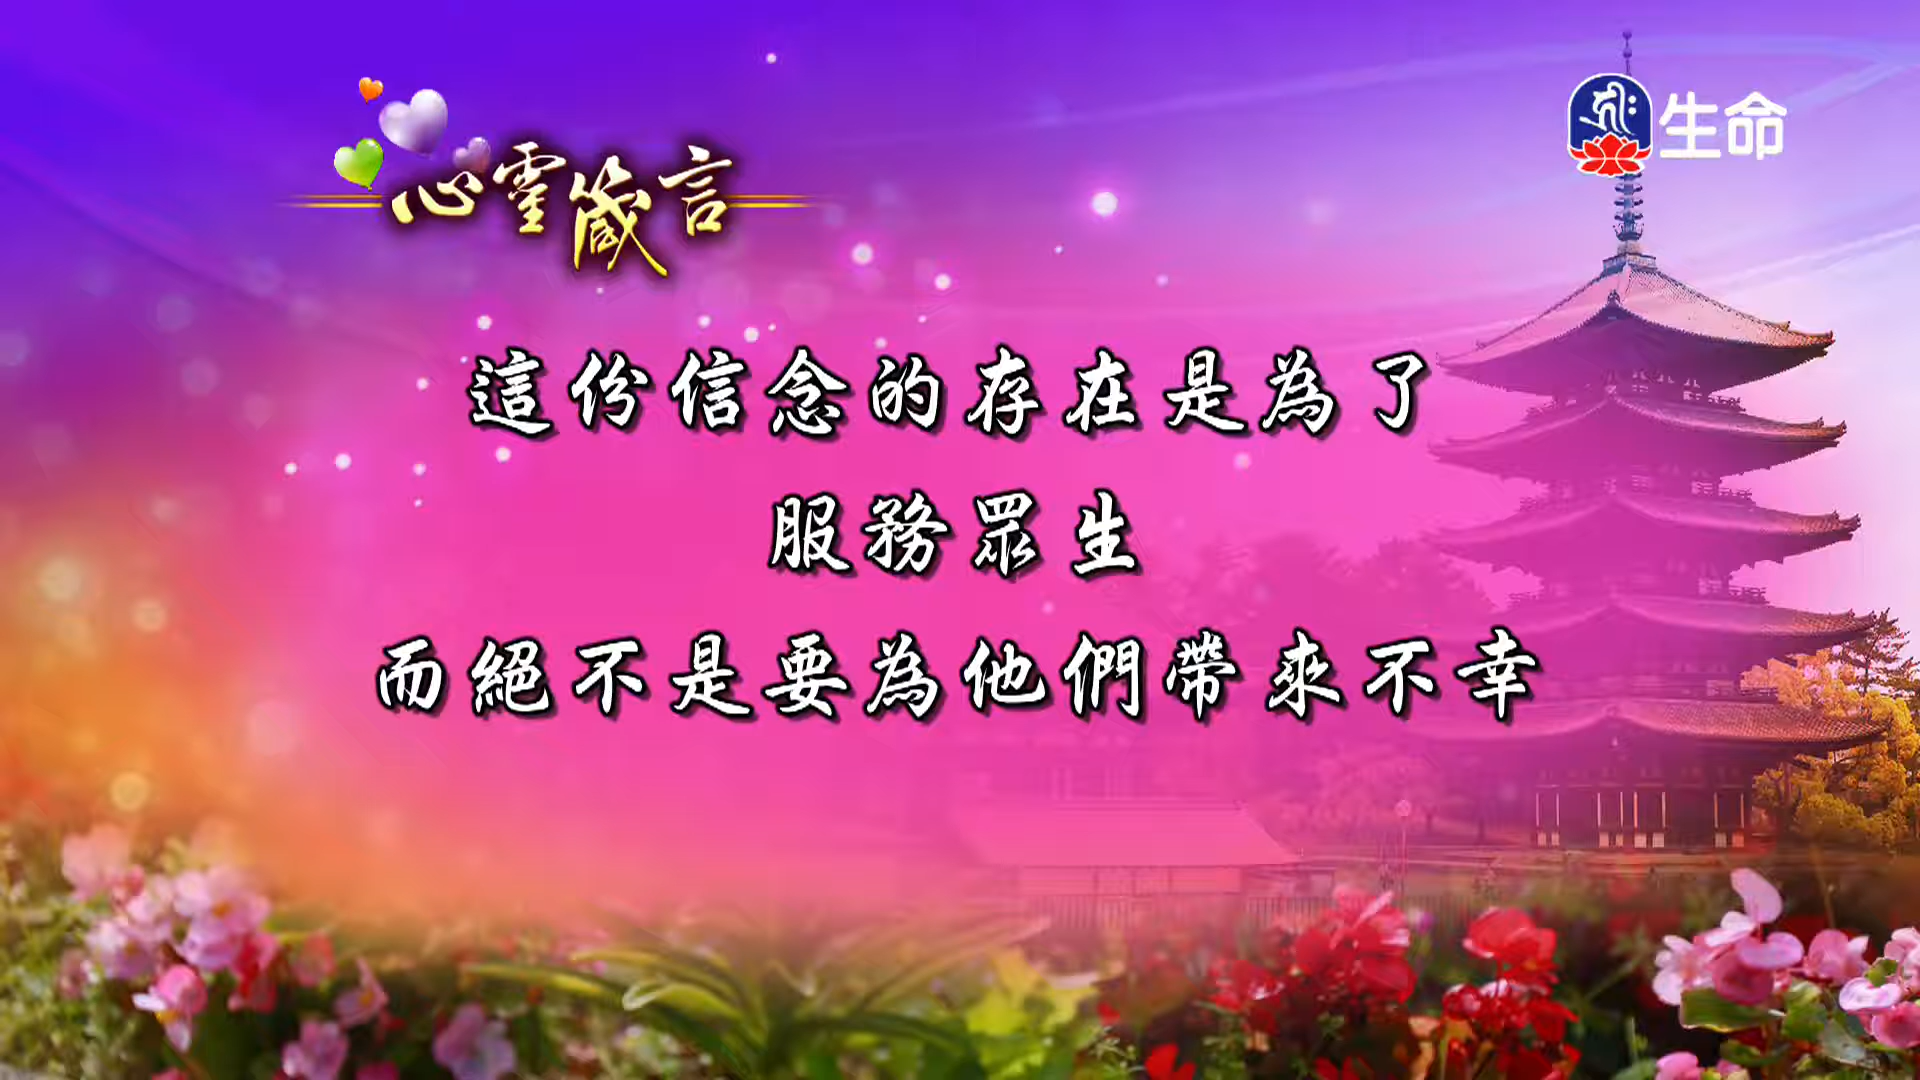 心靈箴言
生命
這份信念的存在是為了
服務眾生
而絕不是要為他們帶來不幸